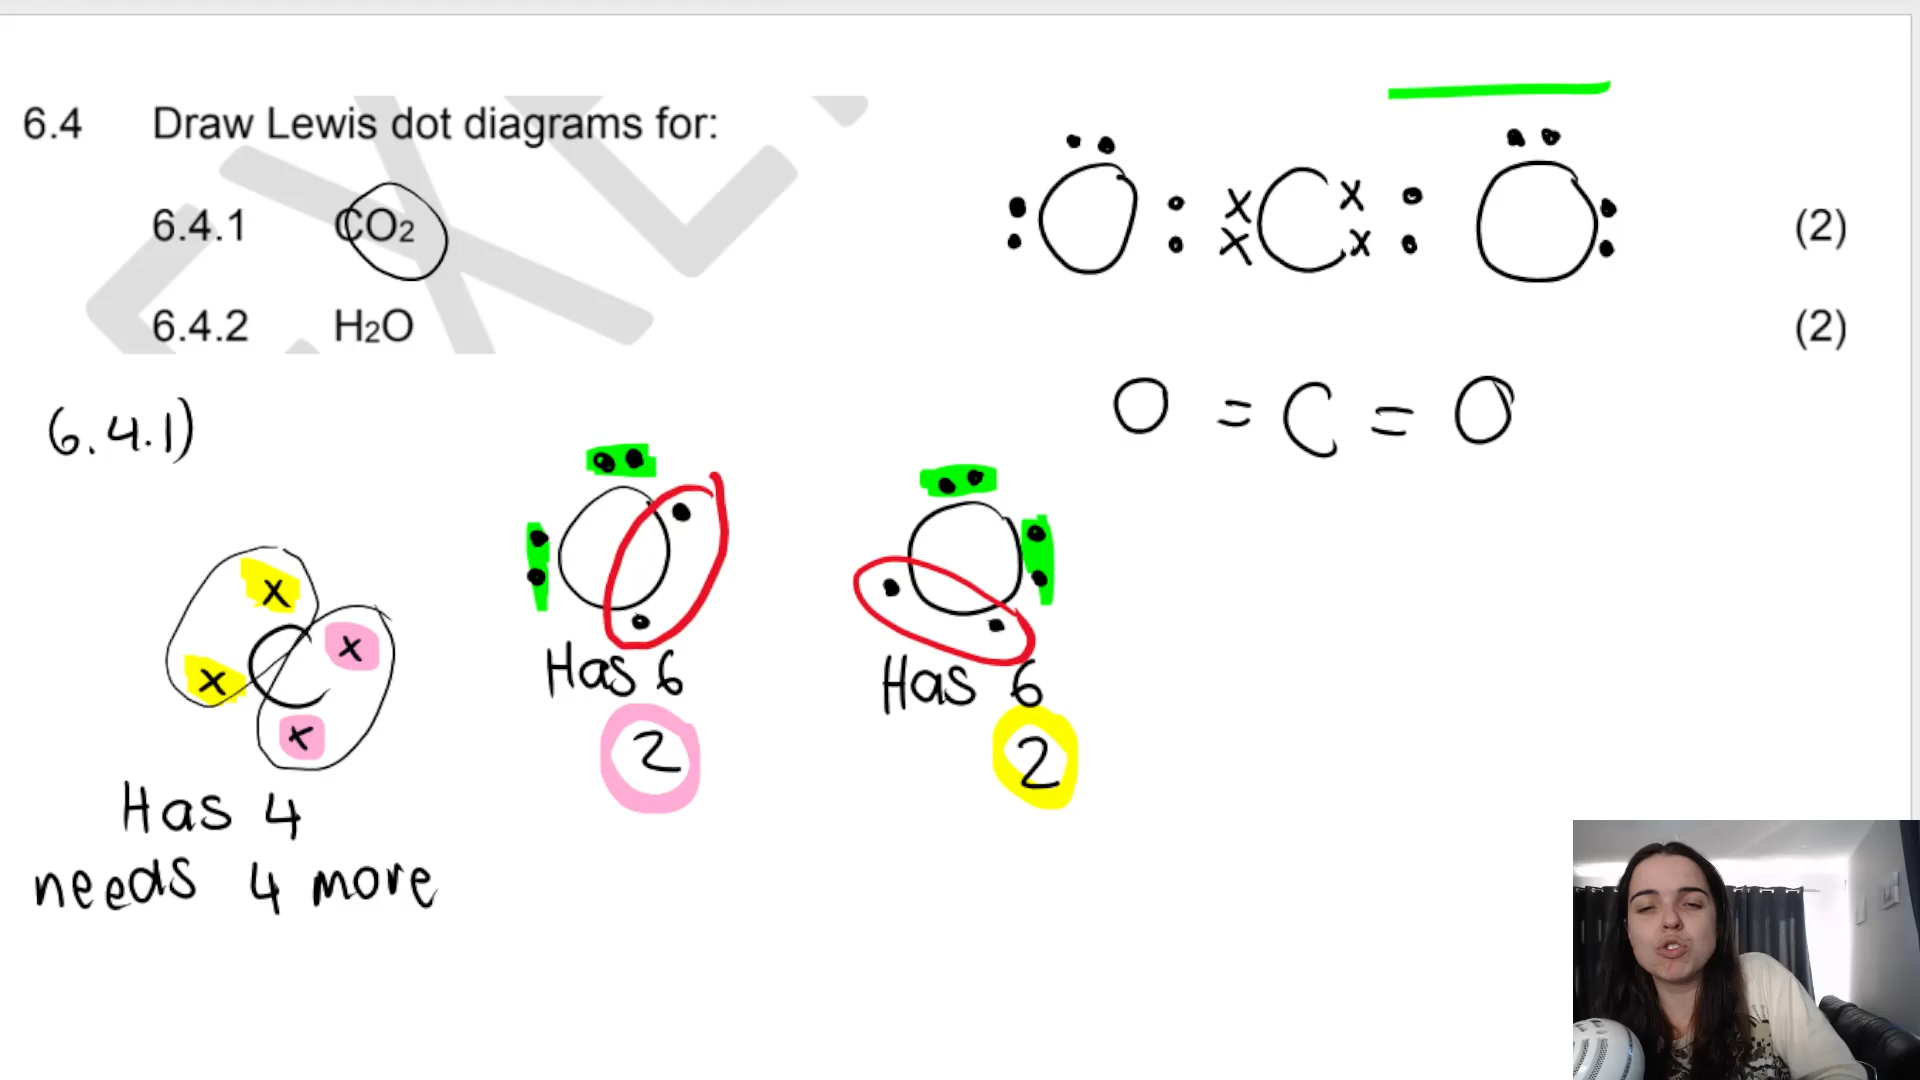 6.4 Draw Lewis dot diagrams for:
6.4.1 CO2 (2)
6.4.2 H2O (2)
O C O
x x x x
O = C = O
6.4.1)
x x x x
C O O
Has 4
needs 4 more
Has 6
2
Has 6
2